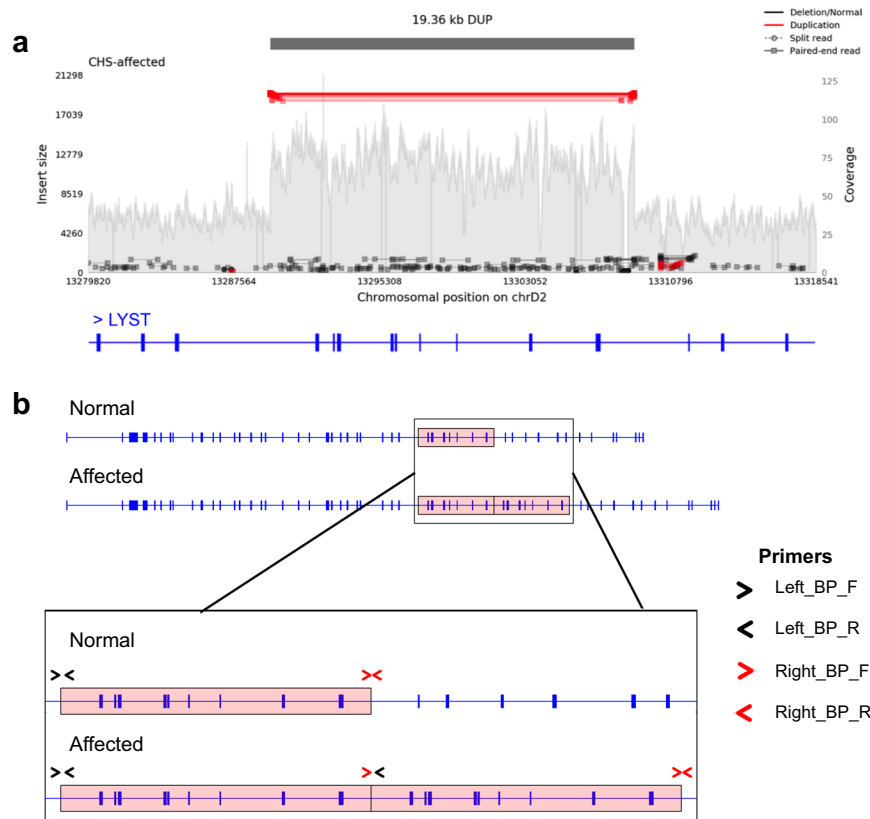 a
19.36 kb DUP
Deletion/Normal
Duplication
Split read
Paired-end read
CHS-affected
21298
17039
12779
8519
4260
0
Insert size
125
100
75
50
25
0
Coverage
13279820 13287564 13295308 13303052 13310796 13318541
Chromosomal position on chrD2
> LYST
b
Normal
Affected
Primers
Left_BP_F
Left_BP_R
Right_BP_F
Right_BP_R
Normal
Affected